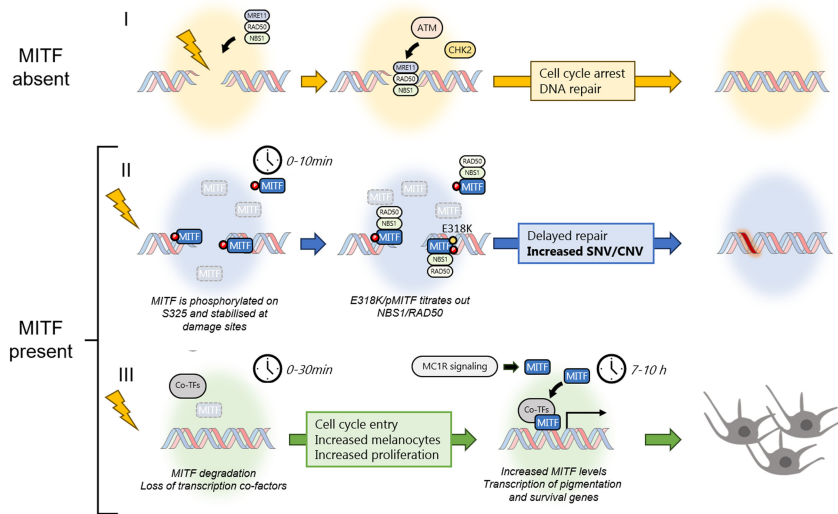 I
MITF
absent
MRE11
RAD50
NBS1
ATM
CHK2
MRE11
RAD50
NBS1
Cell cycle arrest
DNA repair
MITF
present
II
0-10min
MITF
MITF
MITF
MITF
MITF
MITF
MITF is phosphorylated on
S325 and stabilised at
damage sites
RAD50
NBS1
MITF
MITF
MITF
MITF
RAD50
NBS1
MITF
E318K
MITF
NBS1
RAD50
E318K/pMITF titrates out
NBS1/RAD50
Delayed repair
Increased SNV/CNV
III
0-30min
Co-TFs
MITF
MITF degradation
Loss of transcription co-factors
Cell cycle entry
Increased melanocytes
Increased proliferation
MC1R signaling
MITF
MITF
7-10 h
Co-TFs
MITF
Increased MITF levels
Transcription of pigmentation
and survival genes